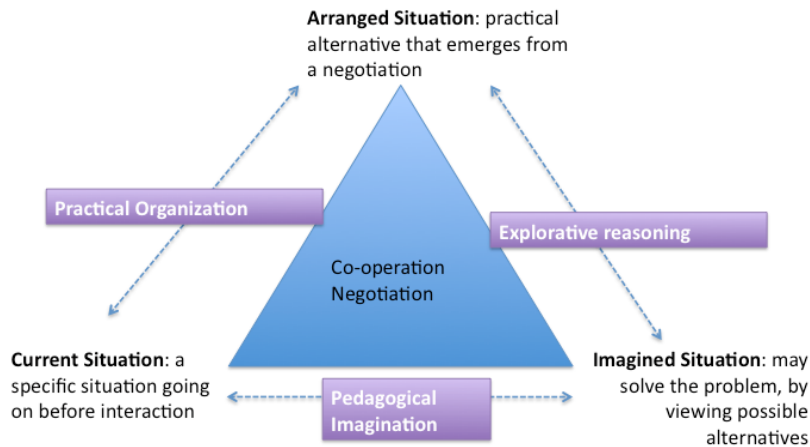 Arranged Situation: practical
alternative that emerges from
a negotiation
Practical Organization
Explorative reasoning
Co-operation
Negotiation
Current Situation: a
specific situation going
on before interaction
Pedagogical
Imagination
Imagined Situation: may
solve the problem, by
viewing possible
alternatives